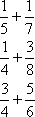 1/5 + 1/7
1/4 + 3/8
3/4 + 5/6